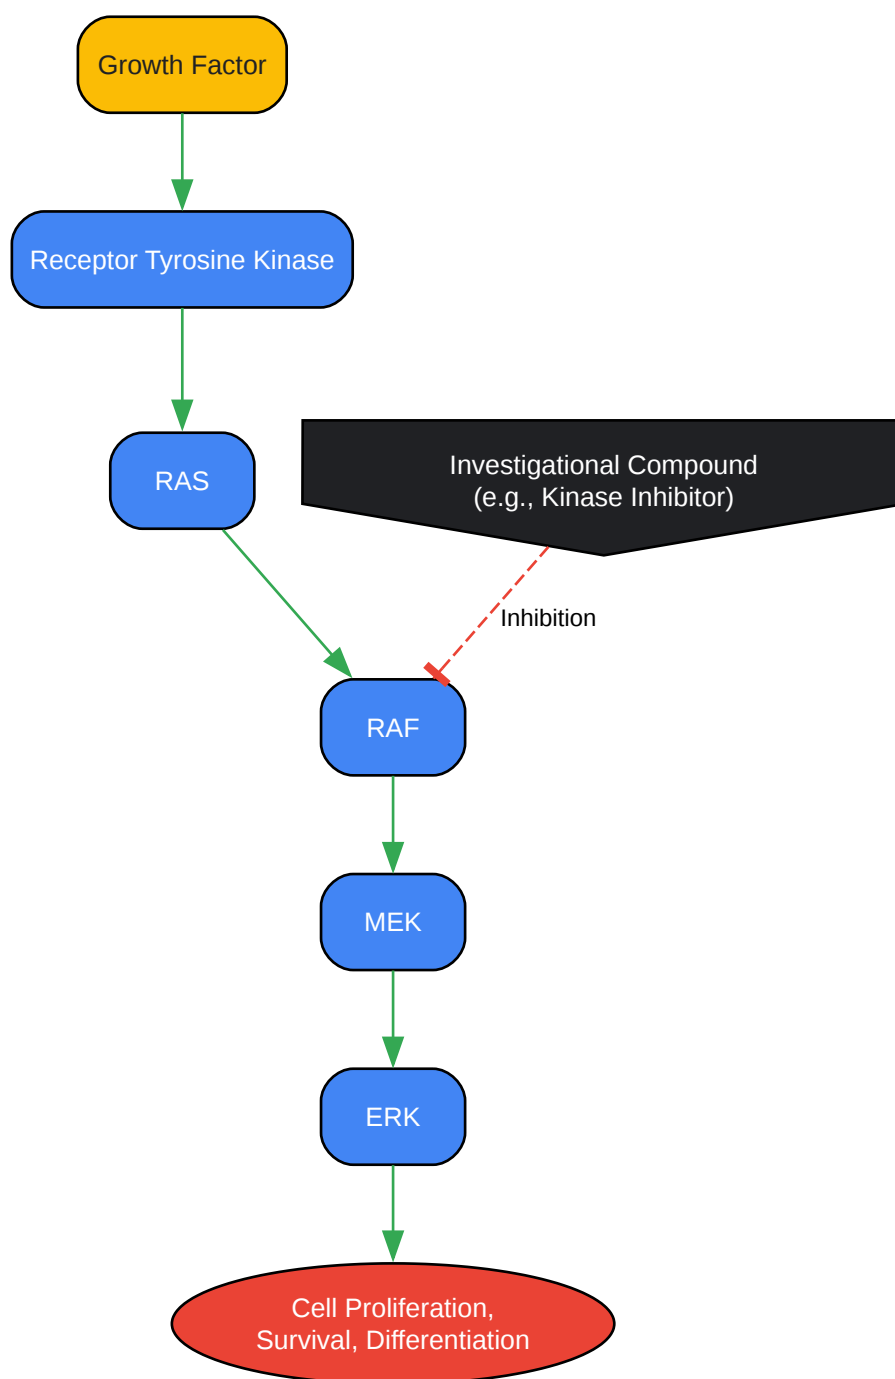 Growth Factor
Receptor Tyrosine Kinase
RAS
Investigational Compound
(e.g., Kinase Inhibitor)
Inhibition
RAF
MEK
ERK
Cell Proliferation,
Survival, Differentiation